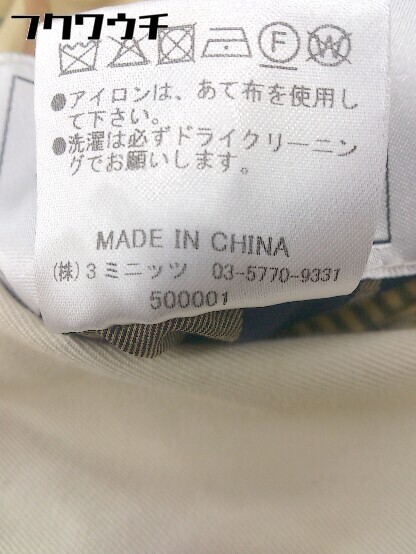 フクワウチ
F W
●アイロンは、あて布を使用し
て下さい。
●洗濯は必ずドライクリーニン
グでお願いします。
MADE IN CHINA
(株)3ミニッツ 03-5770-9331
500001